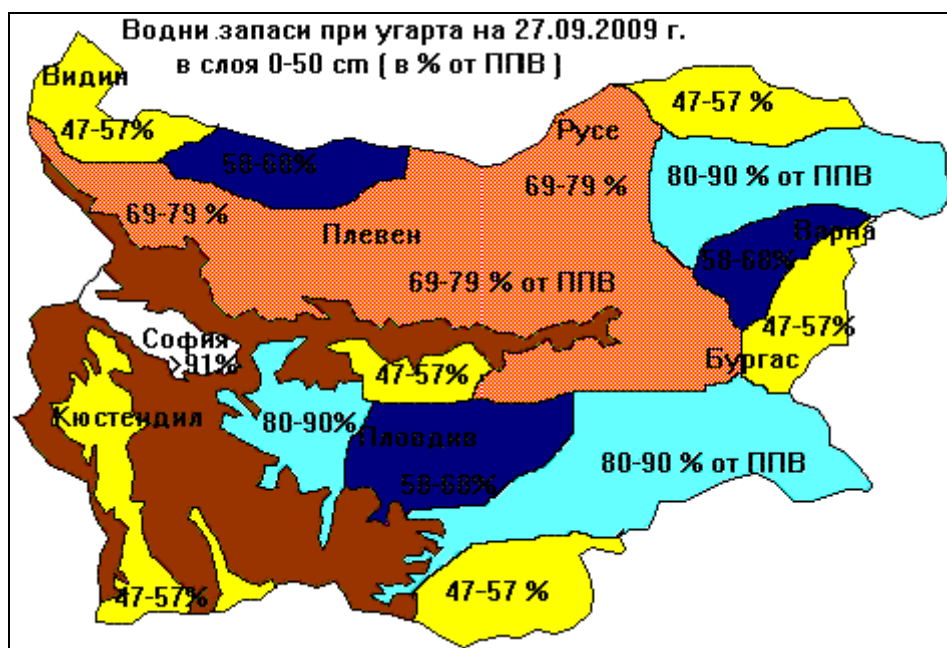 Водни запаси при угарта на 27.09.2009 г.
в слоя 0-50 cm ( в % от ППВ )
Видин
47-57%
58-68%
Русе
47-57 %
80-90 % от ППВ
69-79 %
69-79 %
Плевен
Варна
58-68%
69-79 % от ППВ
47-57%
София
>91%
Бургас
47-57%
Кюстендил
80-90%
Пловдив
58-68%
80-90 % от ППВ
47-57%
47-57 %